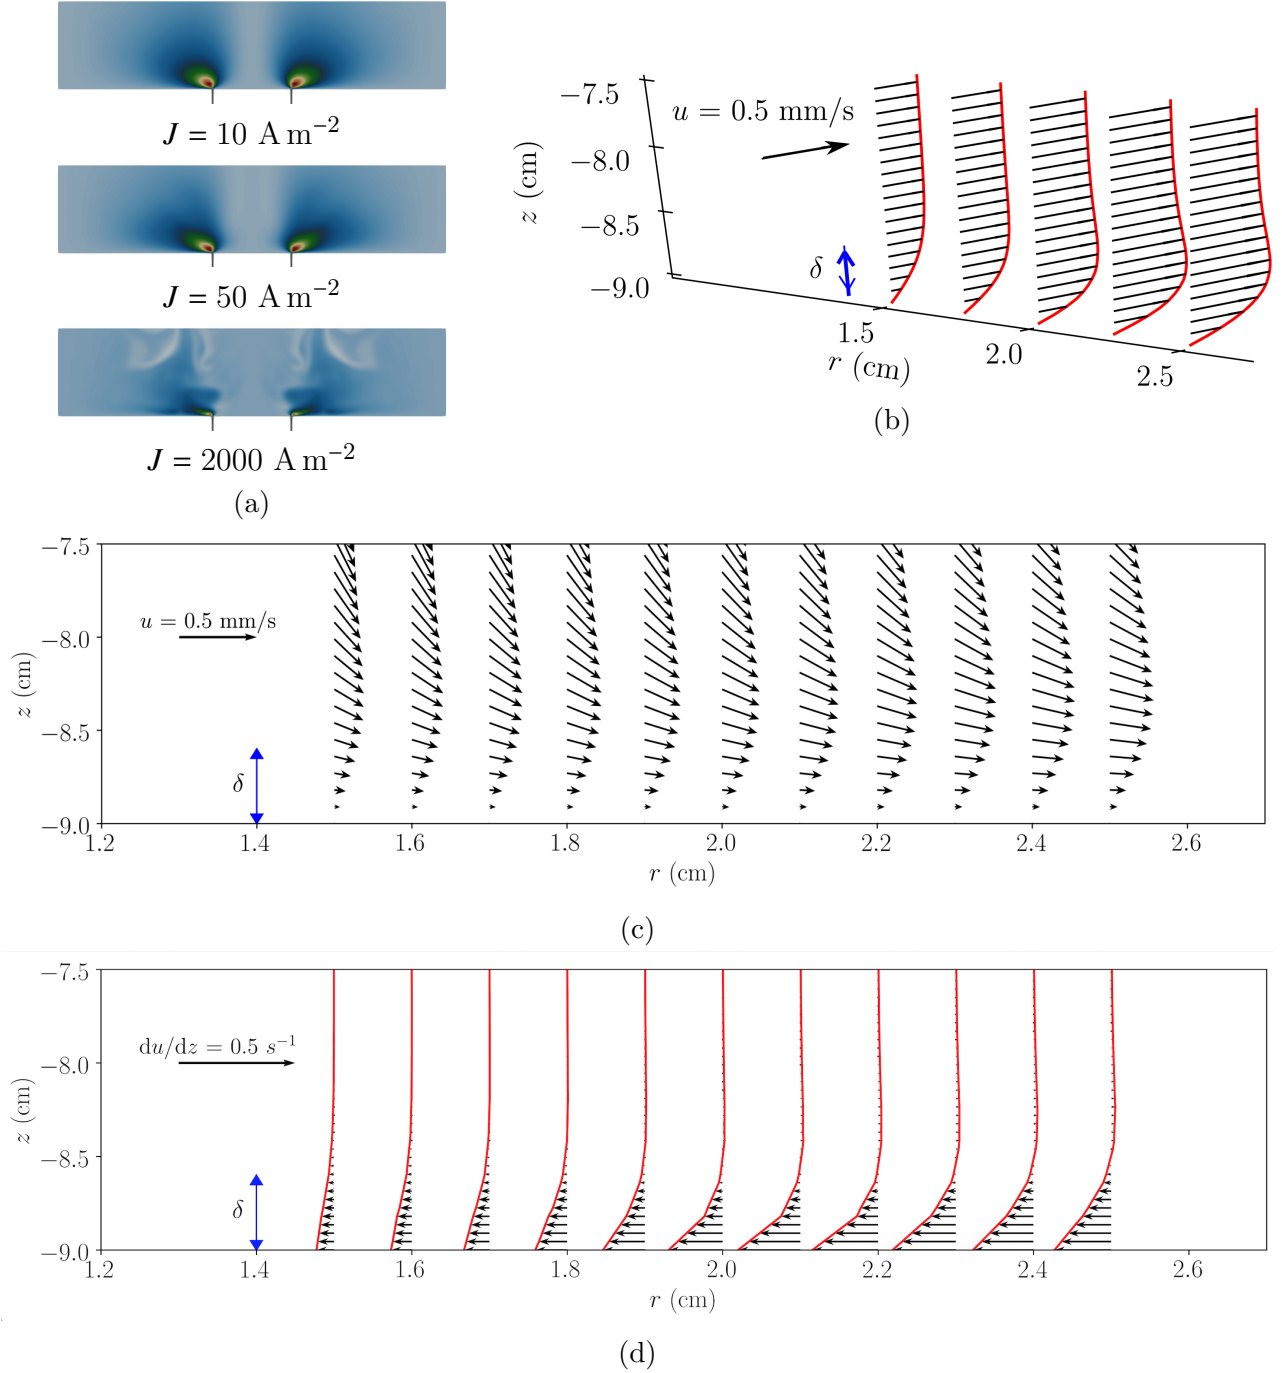 J = 10 A m−2
J = 50 A m−2
J = 2000 A m−2
(a)
−7.5
−8.0
−8.5
−9.0
z (cm)
u = 0.5 mm/s
δ
1.5
2.0
2.5
r (cm)
(b)
−7.5
−8.0
−8.5
−9.0
z (cm)
u = 0.5 mm/s
δ
1.2 1.4 1.6 1.8 2.0 2.2 2.4 2.6
r (cm)
(c)
−7.5
−8.0
−8.5
−9.0
z (cm)
du/dz = 0.5 s−1
δ
1.2 1.4 1.6 1.8 2.0 2.2 2.4 2.6
r (cm)
(d)